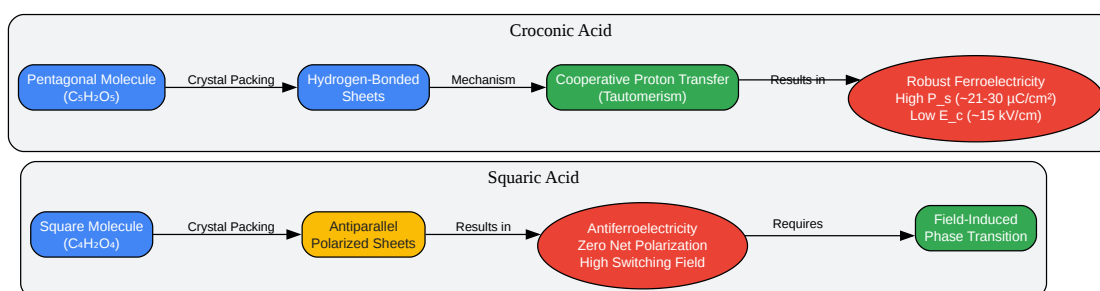 Croconic Acid
Pentagonal Molecule
(C₅H₂O₅)
Crystal Packing
Hydrogen-Bonded
Sheets
Mechanism
Cooperative Proton Transfer
(Tautomerism)
Results in
Robust Ferroelectricity
High P_s (~21-30 µC/cm²)
Low E_c (~15 kV/cm)
Squaric Acid
Square Molecule
(C₄H₂O₄)
Crystal Packing
Antiparallel
Polarized Sheets
Results in
Antiferroelectricity
Zero Net Polarization
High Switching Field
Requires
Field-Induced
Phase Transition